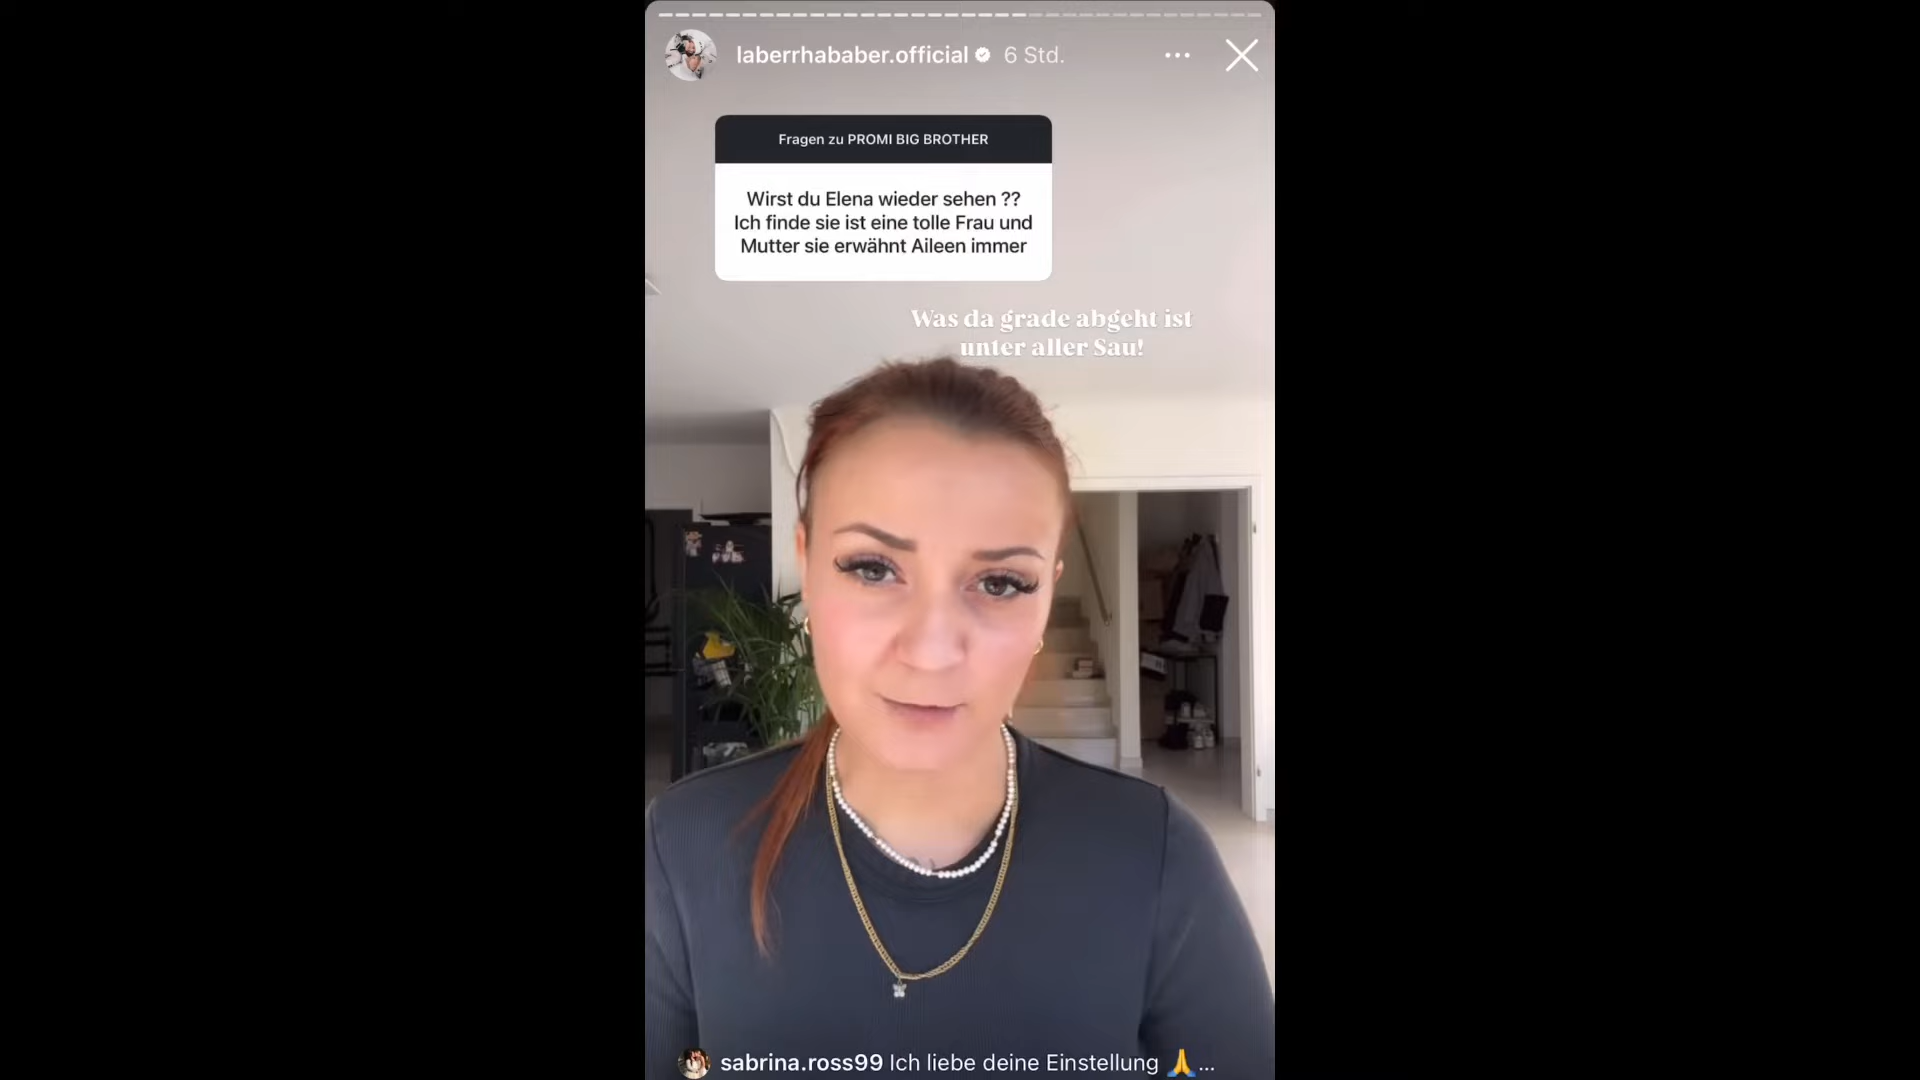 laberrhababer.official 6 Std.
Fragen zu PROMI BIG BROTHER
Wirst du Elena wieder sehen ??
Ich finde sie ist eine tolle Frau und
Mutter sie erwähnt Aileen immer
Was da grade abgeht ist
unter aller Sau!
sabrina.ross99 Ich liebe deine Einstellung 🙏...